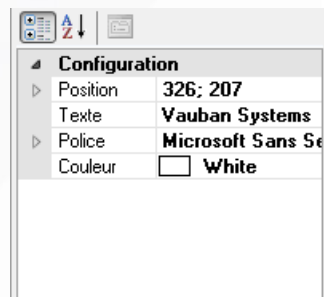 Configuration
Position 326; 207
Texte Vauban Systems
Police Microsoft Sans Se
Couleur White